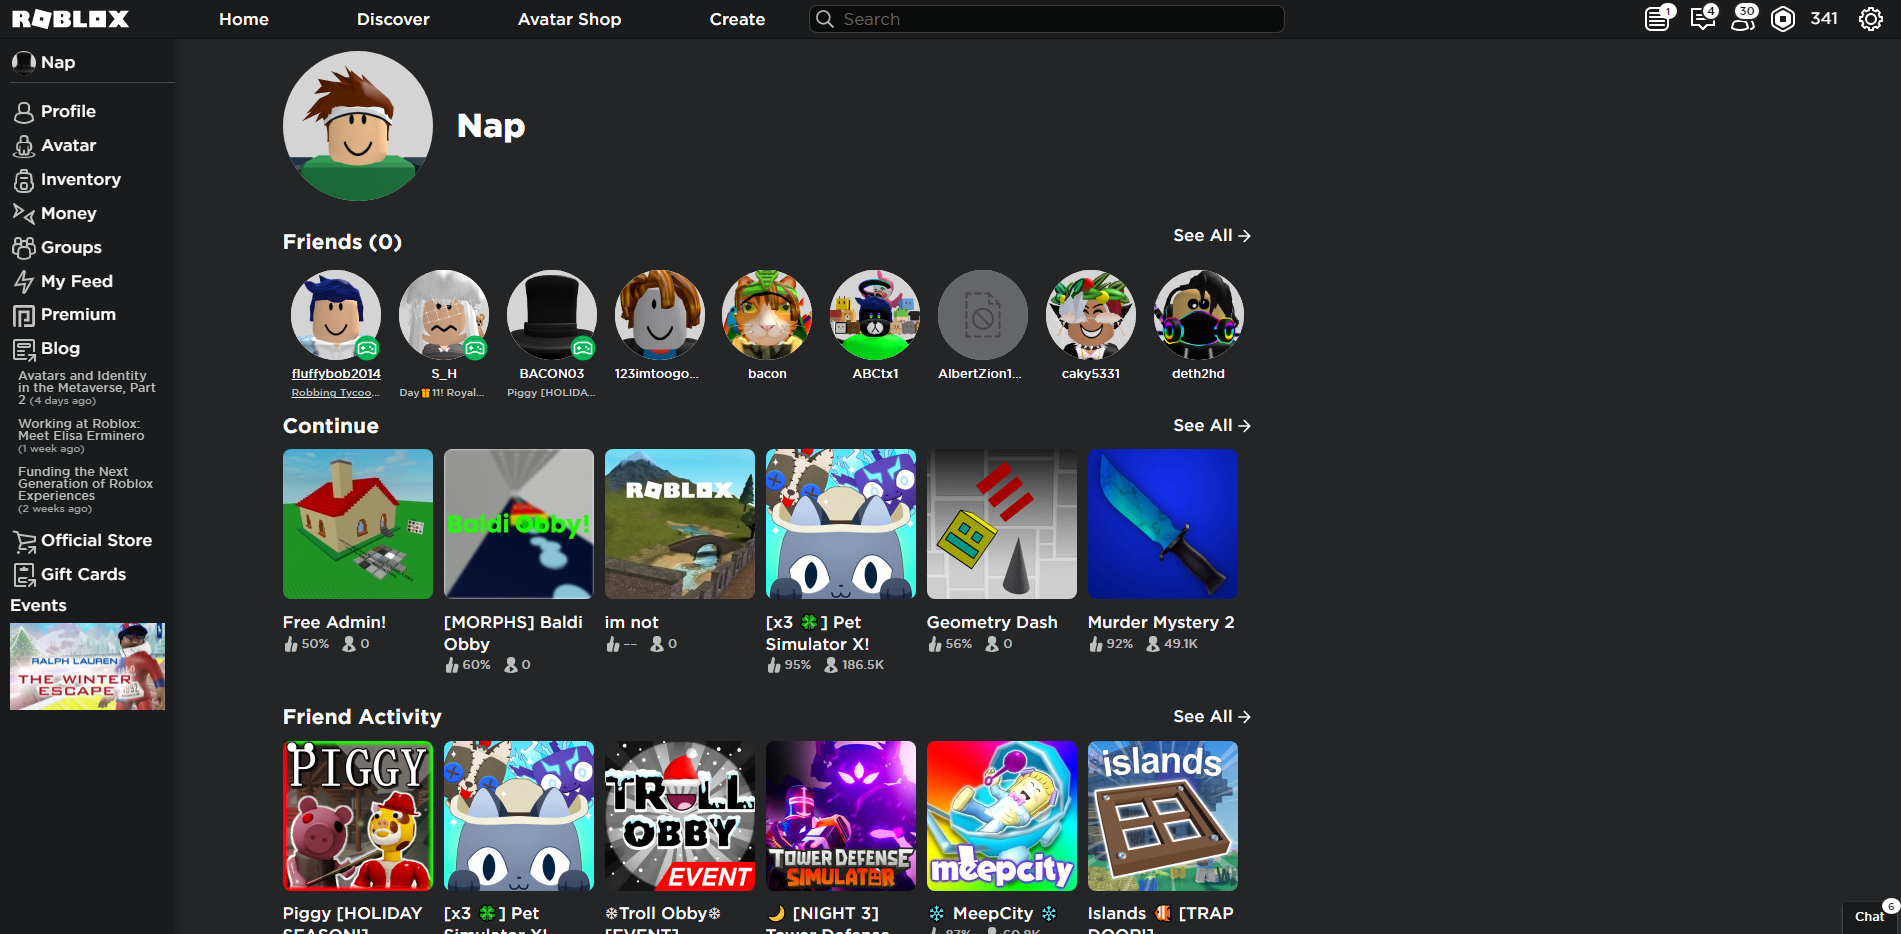 ROBLOX
Home
Discover
Avatar Shop
Create
Search
1
4
30
341
Nap
Profile
Avatar
Inventory
Money
Groups
My Feed
Premium
Blog
Avatars and Identity
in the Metaverse, Part
2 (4 days ago)
Working at Roblox:
Meet Elisa Erminero
(1 week ago)
Funding the Next
Generation of Roblox
Experiences
(2 weeks ago)
Official Store
Gift Cards
Events
RALPH LAUREN
THE WINTER
ESCAPE
Nap
Friends (0)
See All →
fluffybob2014
Robbing Tycoo...
S_H
Day🎁11! Royal...
BACON03
Piggy [HOLIDA...
123imtoogo...
bacon
ABCtx1
AlbertZion1...
caky5331
deth2hd
Continue
See All →
Baldi Obby!
ROBLOX
Free Admin!
50% 0
[MORPHS] Baldi
Obby
60% 0
im not
-- 0
[x3 🍀] Pet
Simulator X!
95% 186.5K
Geometry Dash
56% 0
Murder Mystery 2
92% 49.1K
Friend Activity
See All →
PIGGY
TROLL
OBBY
EVENT
TOWER DEFENSE
SIMULATOR
meepcity
islands
Piggy [HOLIDAY
SEASON!]
[x3 🍀] Pet
Simulator X!
❄Troll Obby❄
[EVENT]
🌙 [NIGHT 3]
Tower Defense
❄ MeepCity ❄
87% 60.8K
Islands 🐠 [TRAP
DOOR!]
Chat
6